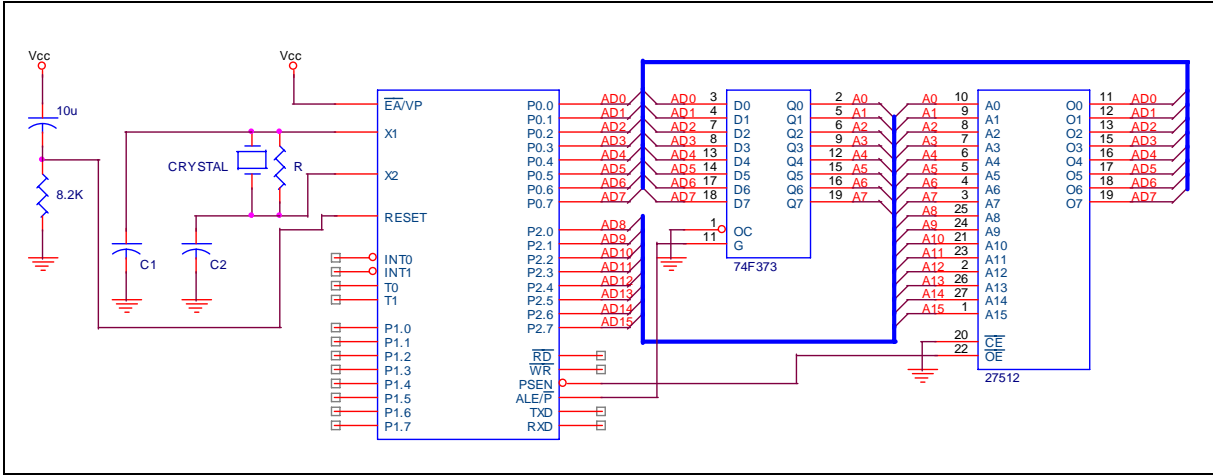 Vcc
10u
8.2K
Vcc
CRYSTAL
R
C1
C2
EA/VP
X1
X2
RESET
INT0
INT1
T0
T1
P1.0
P1.1
P1.2
P1.3
P1.4
P1.5
P1.6
P1.7
P0.0
P0.1
P0.2
P0.3
P0.4
P0.5
P0.6
P0.7
P2.0
P2.1
P2.2
P2.3
P2.4
P2.5
P2.6
P2.7
RD
WR
PSEN
ALE/P
TXD
RXD
AD0
AD1
AD2
AD3
AD4
AD5
AD6
AD7
AD8
AD9
AD10
AD11
AD12
AD13
AD14
AD15
AD0 3 D0 Q0 2 A0
AD1 4 D1 Q1 5 A1
AD2 7 D2 Q2 6 A2
AD3 8 D3 Q3 9 A3
AD4 13 D4 Q4 12 A4
AD5 14 D5 Q5 15 A5
AD6 17 D6 Q6 16 A6
AD7 18 D7 Q7 19 A7
1 OC
11 G
74F373
A0 10 A0 O0 11 AD0
A1 9 A1 O1 12 AD1
A2 8 A2 O2 13 AD2
A3 7 A3 O3 15 AD3
A4 6 A4 O4 16 AD4
A5 5 A5 O5 17 AD5
A6 4 A6 O6 18 AD6
A7 3 A7 O7 19 AD7
A8 25 A8
A9 24 A9
A10 21 A10
A11 23 A11
A12 2 A12
A13 26 A13
A14 27 A14
A15 1 A15
20 CE
22 OE
27512